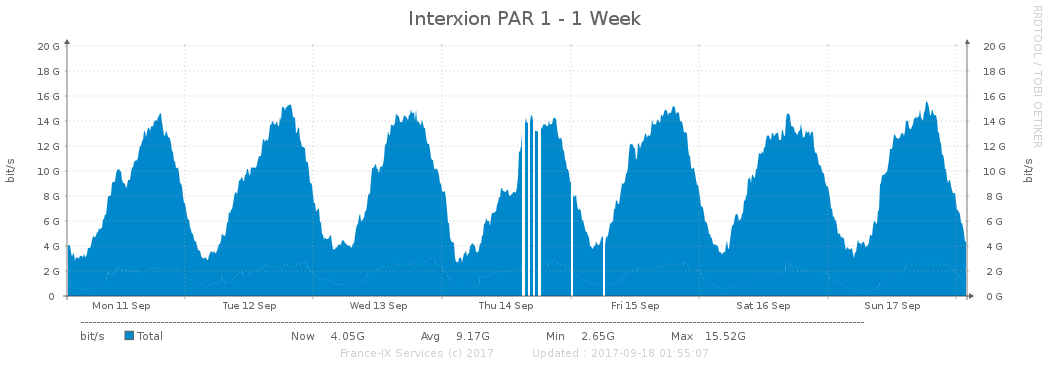 Interxion PAR 1 - 1 Week
RRDTOOL / TOBI OETIKER
20 G 20 G
18 G 18 G
16 G 16 G
14 G 14 G
12 G 12 G
10 G 10 G
8 G 8 G
6 G 6 G
4 G 4 G
2 G 2 G
0 0 G
bit/s
bit/s
Mon 11 Sep Tue 12 Sep Wed 13 Sep Thu 14 Sep Fri 15 Sep Sat 16 Sep Sun 17 Sep
bit/s Total Now 4.05G Avg 9.17G Min 2.65G Max 15.52G
France-IX Services (c) 2017 Updated : 2017-09-18 01:55:07